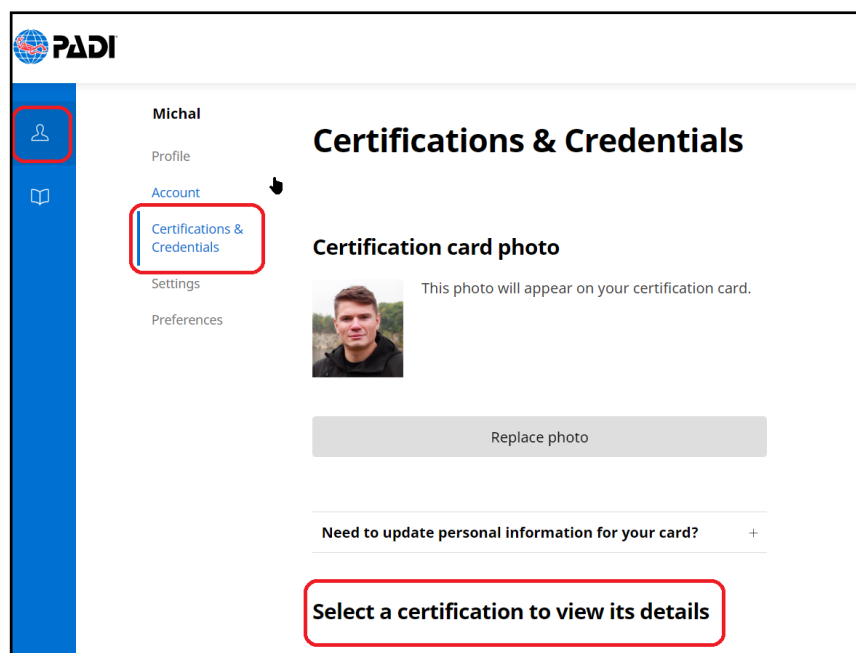 PADI
Michal
Profile
Account
Certifications &
Credentials
Settings
Preferences
Certifications & Credentials
Certification card photo
This photo will appear on your certification card.
Replace photo
Need to update personal information for your card? +
Select a certification to view its details